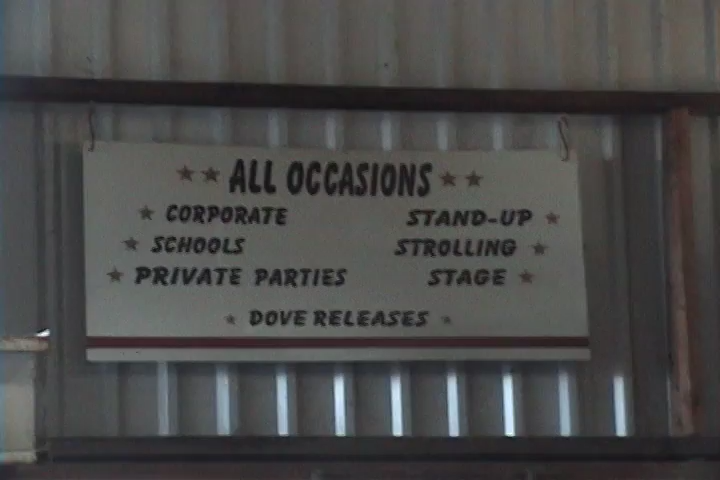 ALL OCCASIONS
CORPORATE STAND-UP
SCHOOLS STROLLING
PRIVATE PARTIES STAGE
DOVE RELEASES